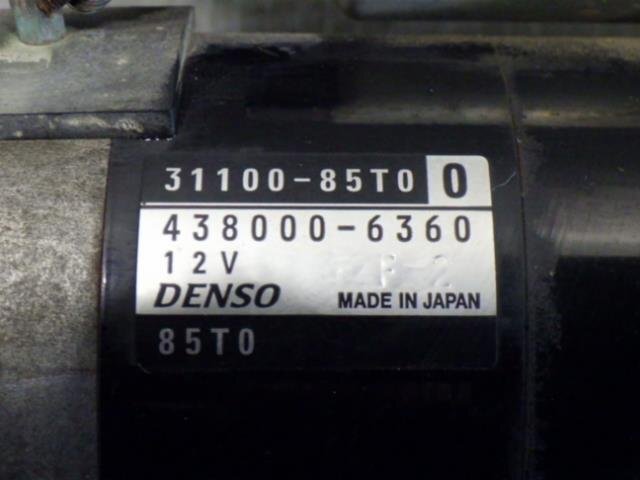 31100-85T0 0
438000-6360
12V
DENSO MADE IN JAPAN
85T0